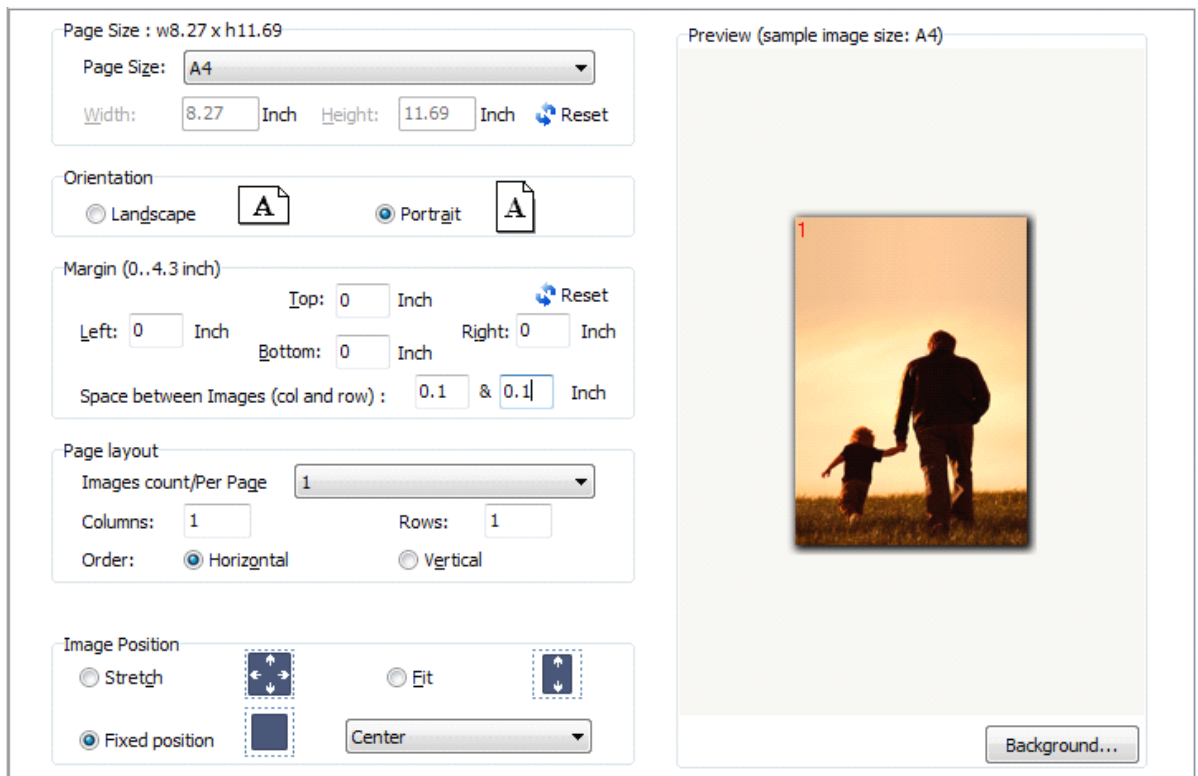 Page Size : w8.27 x h11.69
Page Size: A4
Width: 8.27 Inch Height: 11.69 Inch Reset
Orientation
Landscape A Portrait A
Margin (0..4.3 inch)
Top: 0 Inch Reset
Left: 0 Inch Right: 0 Inch
Bottom: 0 Inch
Space between Images (col and row) : 0.1 & 0.1 Inch
Page layout
Images count/Per Page 1
Columns: 1 Rows: 1
Order: Horizontal Vertical
Image Position
Stretch Fit
Fixed position Center
Preview (sample image size: A4)
1
Background...